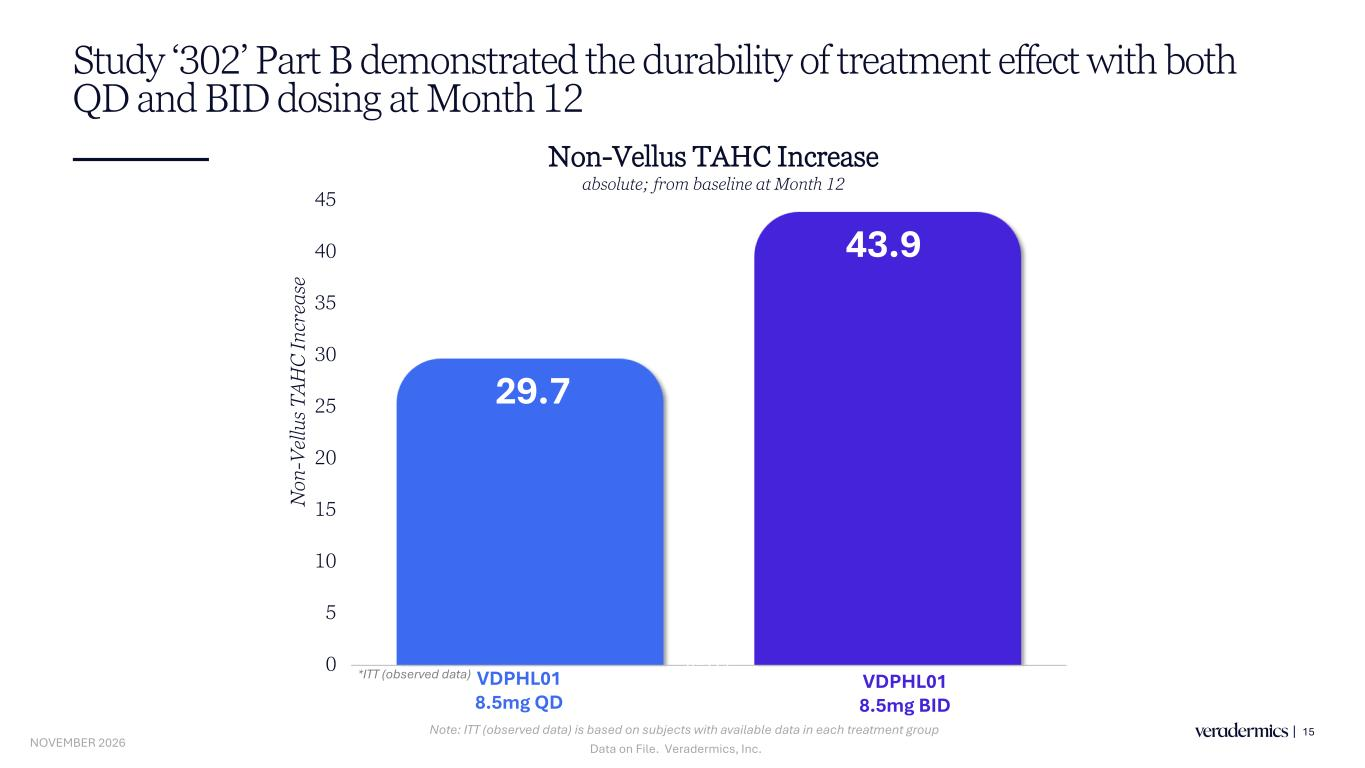 Study ‘302’ Part B demonstrated the durability of treatment effect with both
QD and BID dosing at Month 12
Non-Vellus TAHC Increase
absolute; from baseline at Month 12
Non-Vellus TAHC Increase
45
40
35
30
25
20
15
10
5
0
29.7
43.9
*ITT (observed data)
VDPHL01
8.5mg QD
VDPHL01
8.5mg BID
Note: ITT (observed data) is based on subjects with available data in each treatment group
Data on File. Veradermics, Inc.
NOVEMBER 2026
veradermics | 15